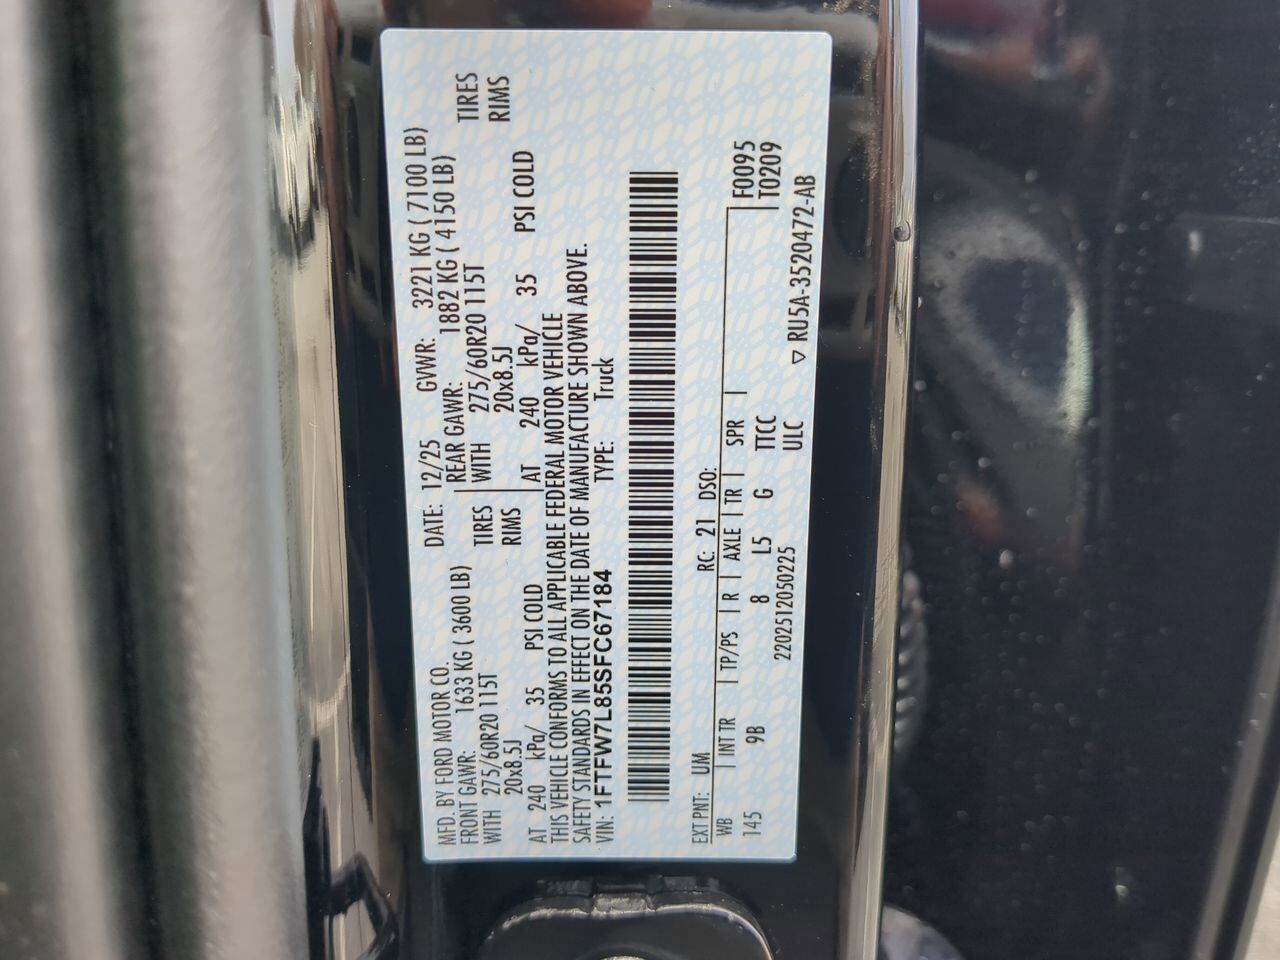 MFD. BY FORD MOTOR CO. DATE: 12/25 GVWR: 3221 KG ( 7100 LB)
FRONT GAWR: 1633 KG ( 3600 LB) REAR GAWR: 1882 KG ( 4150 LB)
WITH 275/60R20 115T TIRES WITH 275/60R20 115T TIRES
20x8.5J RIMS 20x8.5J RIMS
AT 240 kPa/ 35 PSI COLD AT 240 kPa/ 35 PSI COLD
THIS VEHICLE CONFORMS TO ALL APPLICABLE FEDERAL MOTOR VEHICLE
SAFETY STANDARDS IN EFFECT ON THE DATE OF MANUFACTURE SHOWN ABOVE.
VIN: 1FTFW7L85SFC67184 TYPE: Truck
EXT PNT: UM RC: 21 DSO:
WB INT TR TP/PS R AXLE TR SPR F0095
145 9B 8 L5 G TTCC T0209
2202512050225 ULC
▽ RU5A-3520472-AB